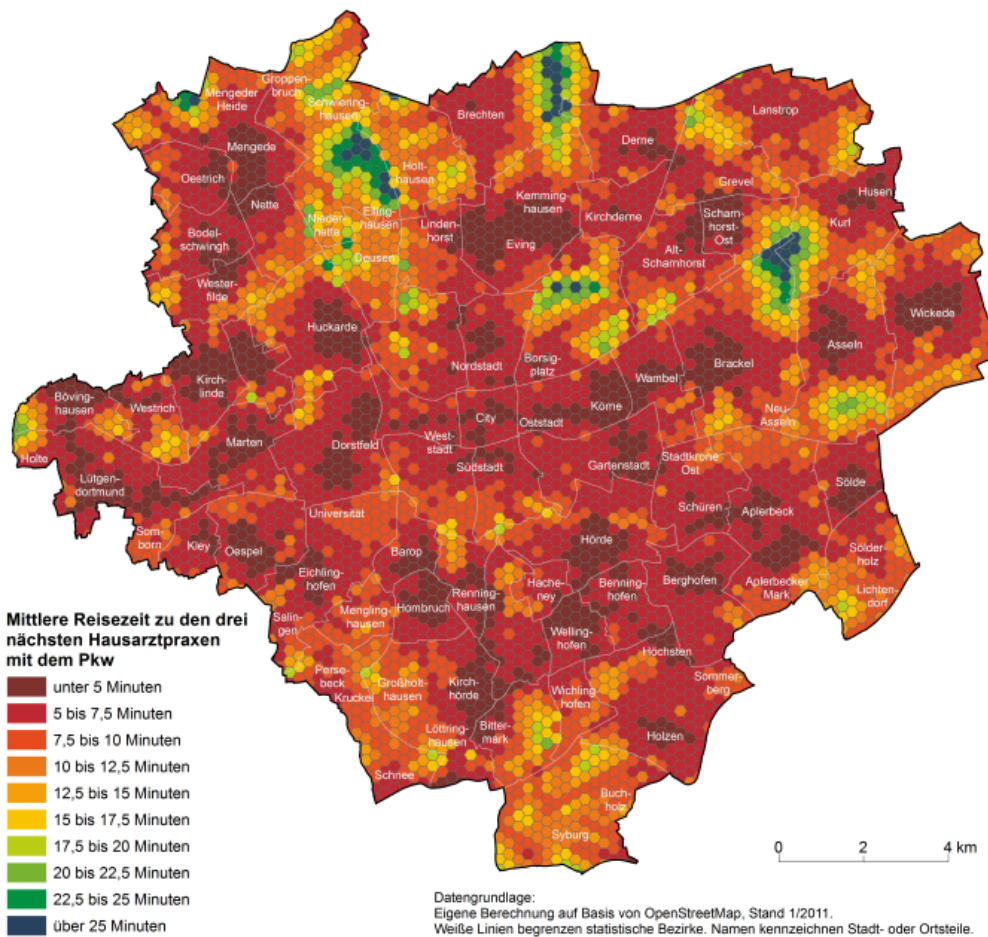 Groppen-
bruch
Mengeder
Heide
Schwiering-
hausen
Brechten
Lanstrop
Mengede
Derne
Holt-
hausen
Oestrich
Grevel
Husen
Nette
Kemming-
hausen
Nieder-
nette
Elling-
hausen
Linden-
horst
Kirchderne
Scharn-
horst-
Ost
Kurl
Bodel-
schwingh
Eving
Alt-
Scharnhorst
Deusen
Wester-
filde
Wickede
Huckarde
Asseln
Nordstadt
Borsig-
platz
Brackel
Wambel
Kirch-
linde
Böving-
hausen
Westrich
Körne
City
Oststadt
Neu-
Asseln
Marten
Dorstfeld
West-
stadt
Holte
Südstadt
Gartenstadt
Stadtkrone
Ost
Lütgen-
dortmund
Sölde
Universität
Schüren
Aplerbeck
Som-
born
Kley
Oespel
Barop
Hörde
Sölder-
holz
Eichling-
hofen
Hache-
ney
Benning-
hofen
Berghofen
Aplerbecker
Mark
Lichten-
dorf
Renning-
hausen
Hombruch
Mengling-
hausen
Salin-
gen
Welling-
hofen
Höchsten
Perse-
beck
Kruckel
Großholt-
hausen
Kirch-
hörde
Wichling-
hofen
Sommer-
berg
Löttring-
hausen
Bitter-
mark
Holzen
Schnee
Buch-
holz
Syburg
Mittlere Reisezeit zu den drei
nächsten Hausarztpraxen
mit dem Pkw
unter 5 Minuten
5 bis 7,5 Minuten
7,5 bis 10 Minuten
10 bis 12,5 Minuten
12,5 bis 15 Minuten
15 bis 17,5 Minuten
17,5 bis 20 Minuten
20 bis 22,5 Minuten
22,5 bis 25 Minuten
über 25 Minuten
0 2 4 km
Datengrundlage:
Eigene Berechnung auf Basis von OpenStreetMap, Stand 1/2011.
Weiße Linien begrenzen statistische Bezirke. Namen kennzeichnen Stadt- oder Ortsteile.